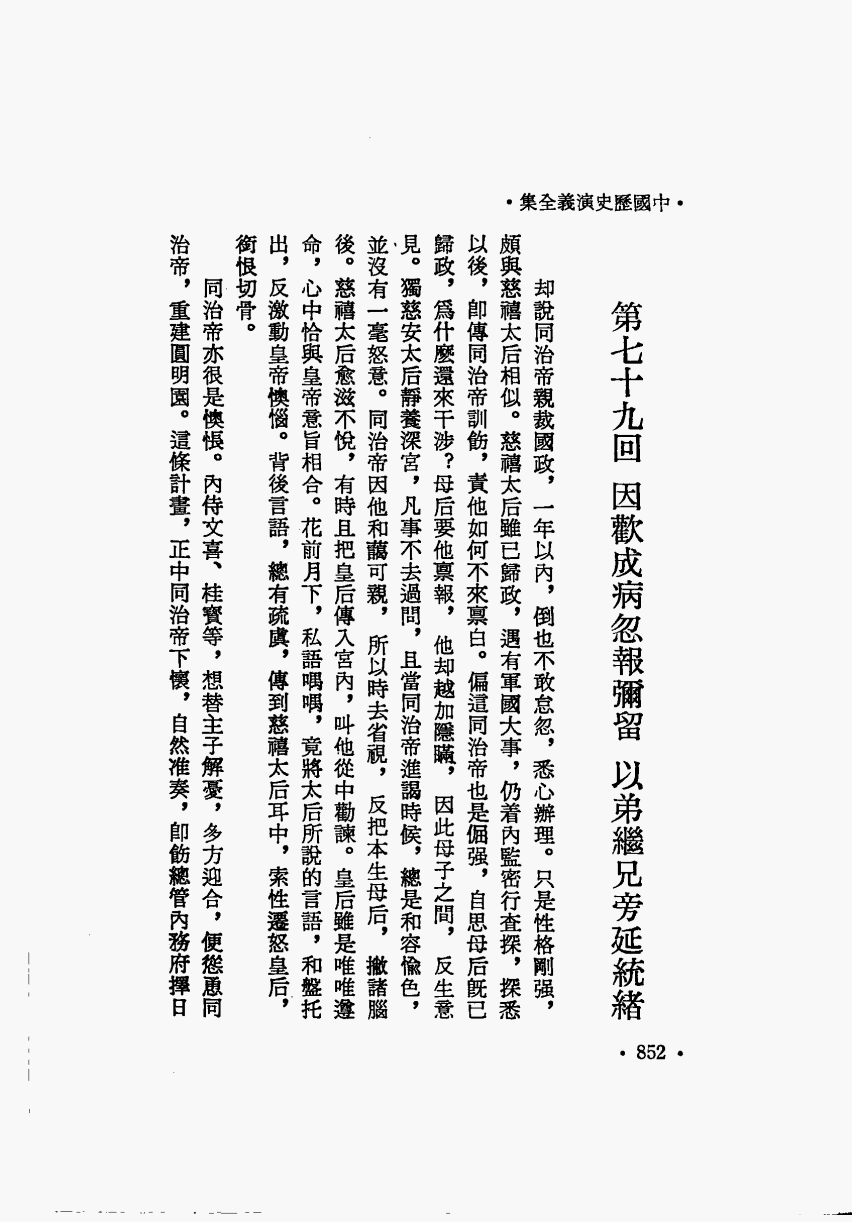 ·中國歷史演義全集·
第七十九回 因歡成病忽報彌留 以弟繼兄旁延統緒
却說同治帝親裁國政，一年以內，倒也不敢怠忽，悉心辦理。只是性格剛强，
頗與慈禧太后相似。慈禧太后雖已歸政，遇有軍國大事，仍着內監密行査探，探悉
以後，卽傳同治帝訓飭，責他如何不來禀白。偏這同治帝也是倔强，自思母后旣已
歸政，爲什麼還來干涉？母后要他禀報，他却越加隱瞞，因此母子之間，反生意
見。獨慈安太后靜養深宮，凡事不去過問，且當同治帝進謁時候，總是和容愉色，
並沒有一毫怒意。同治帝因他和藹可親，所以時去省視，反把本生母后，撇諸腦
後。慈禧太后愈滋不悅，有時且把皇后傳入宮內，叫他從中勸諫。皇后雖是唯唯遵
命，心中恰與皇帝意旨相合。花前月下，私語喁喁，竟將太后所說的言語，和盤托
出，反激動皇帝懊惱。背後言語，總有疏虞，傳到慈禧太后耳中，索性遷怒皇后，
銜恨切骨。
同治帝亦很是懊悵。內侍文喜、桂寶等，想替主子解憂，多方迎合，便慫慂同
治帝，重建圓明園。這條計畫，正中同治帝下懷，自然准奏，卽飭總管內務府擇日
·852·